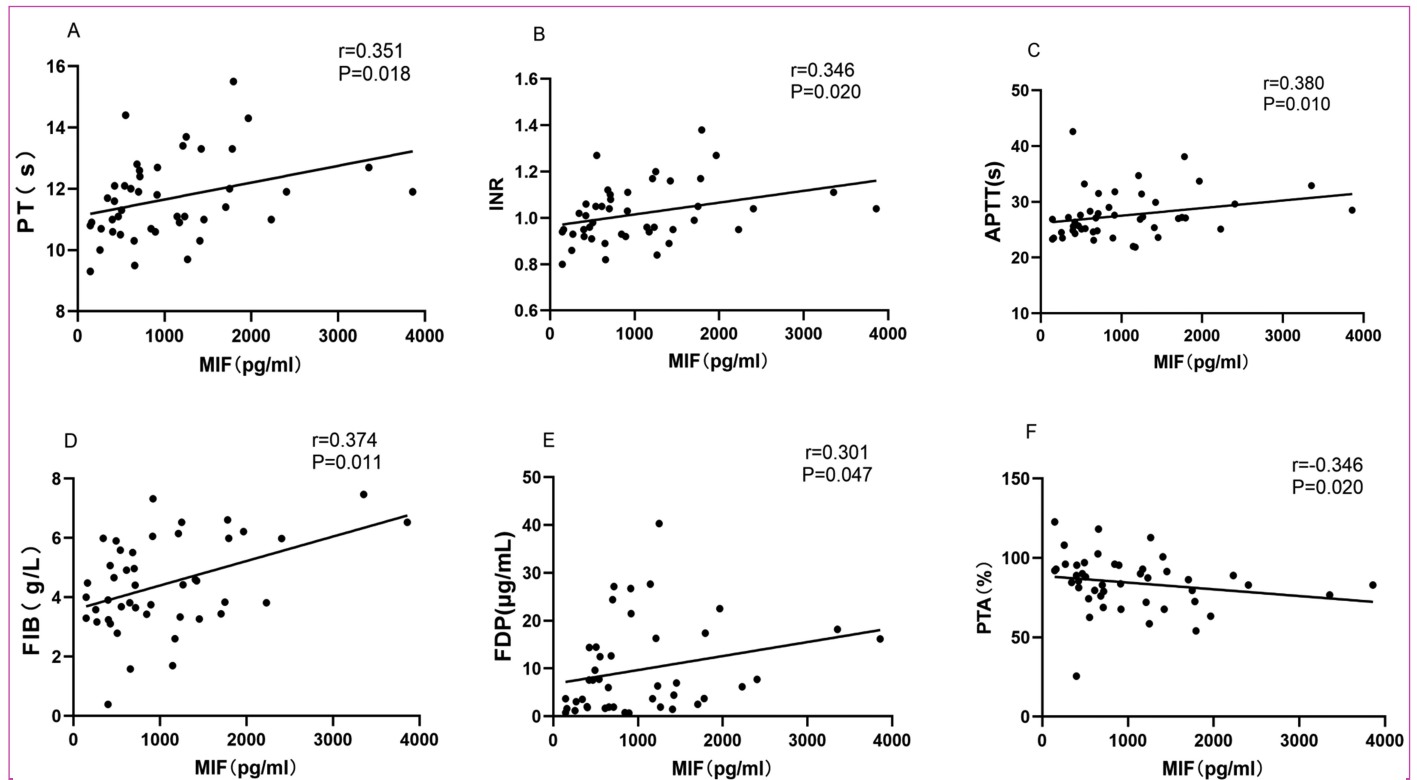 A
r=0.351
P=0.018
PT( s)
16
14
12
10
8
0
1000
2000
3000
4000
MIF(pg/ml)
B
r=0.346
P=0.020
INR
1.6
1.4
1.2
1.0
0.8
0.6
0
1000
2000
3000
4000
MIF(pg/ml)
C
r=0.380
P=0.010
APTT(s)
50
40
30
20
10
0
1000
2000
3000
4000
MIF(pg/ml)
D
r=0.374
P=0.011
FIB( g/L)
8
6
4
2
0
0
1000
2000
3000
4000
MIF(pg/ml)
E
r=0.301
P=0.047
FDP(μg/mL)
50
40
30
20
10
0
0
1000
2000
3000
4000
MIF(pg/ml)
F
r=-0.346
P=0.020
PTA(%)
150
100
50
0
0
1000
2000
3000
4000
MIF(pg/ml)